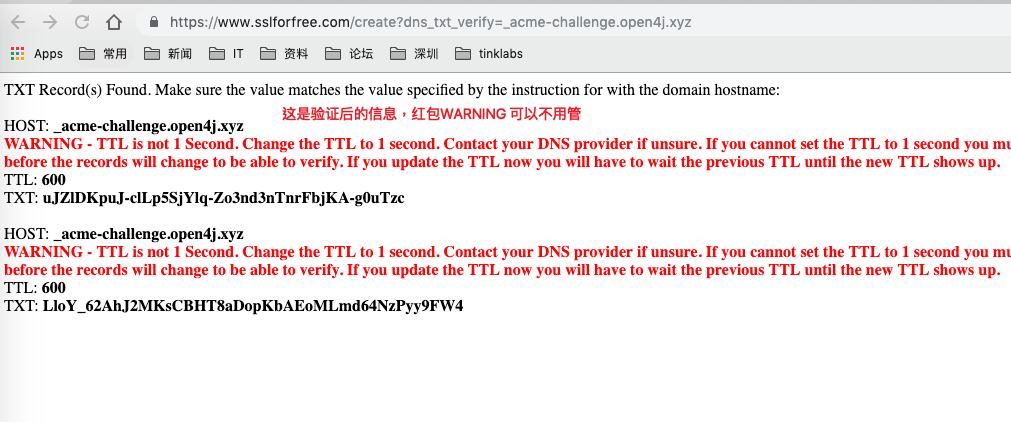 https://www.sslforfree.com/create?dns_txt_verify=_acme-challenge.open4j.xyz
Apps 常用 新闻 IT 资料 论坛 深圳 tinklabs
TXT Record(s) Found. Make sure the value matches the value specified by the instruction for with the domain hostname:
这是验证后的信息，红包WARNING 可以不用管
HOST: _acme-challenge.open4j.xyz
WARNING - TTL is not 1 Second. Change the TTL to 1 second. Contact your DNS provider if unsure. If you cannot set the TTL to 1 second you mu
before the records will change to be able to verify. If you update the TTL now you will have to wait the previous TTL until the new TTL shows up.
TTL: 600
TXT: uJZlDKpuJ-clLp5SjYlq-Zo3nd3nTnrFbjKA-g0uTzc
HOST: _acme-challenge.open4j.xyz
WARNING - TTL is not 1 Second. Change the TTL to 1 second. Contact your DNS provider if unsure. If you cannot set the TTL to 1 second you mu
before the records will change to be able to verify. If you update the TTL now you will have to wait the previous TTL until the new TTL shows up.
TTL: 600
TXT: LloY_62AhJ2MKsCBHT8aDopKbAEoMLmd64NzPyy9FW4